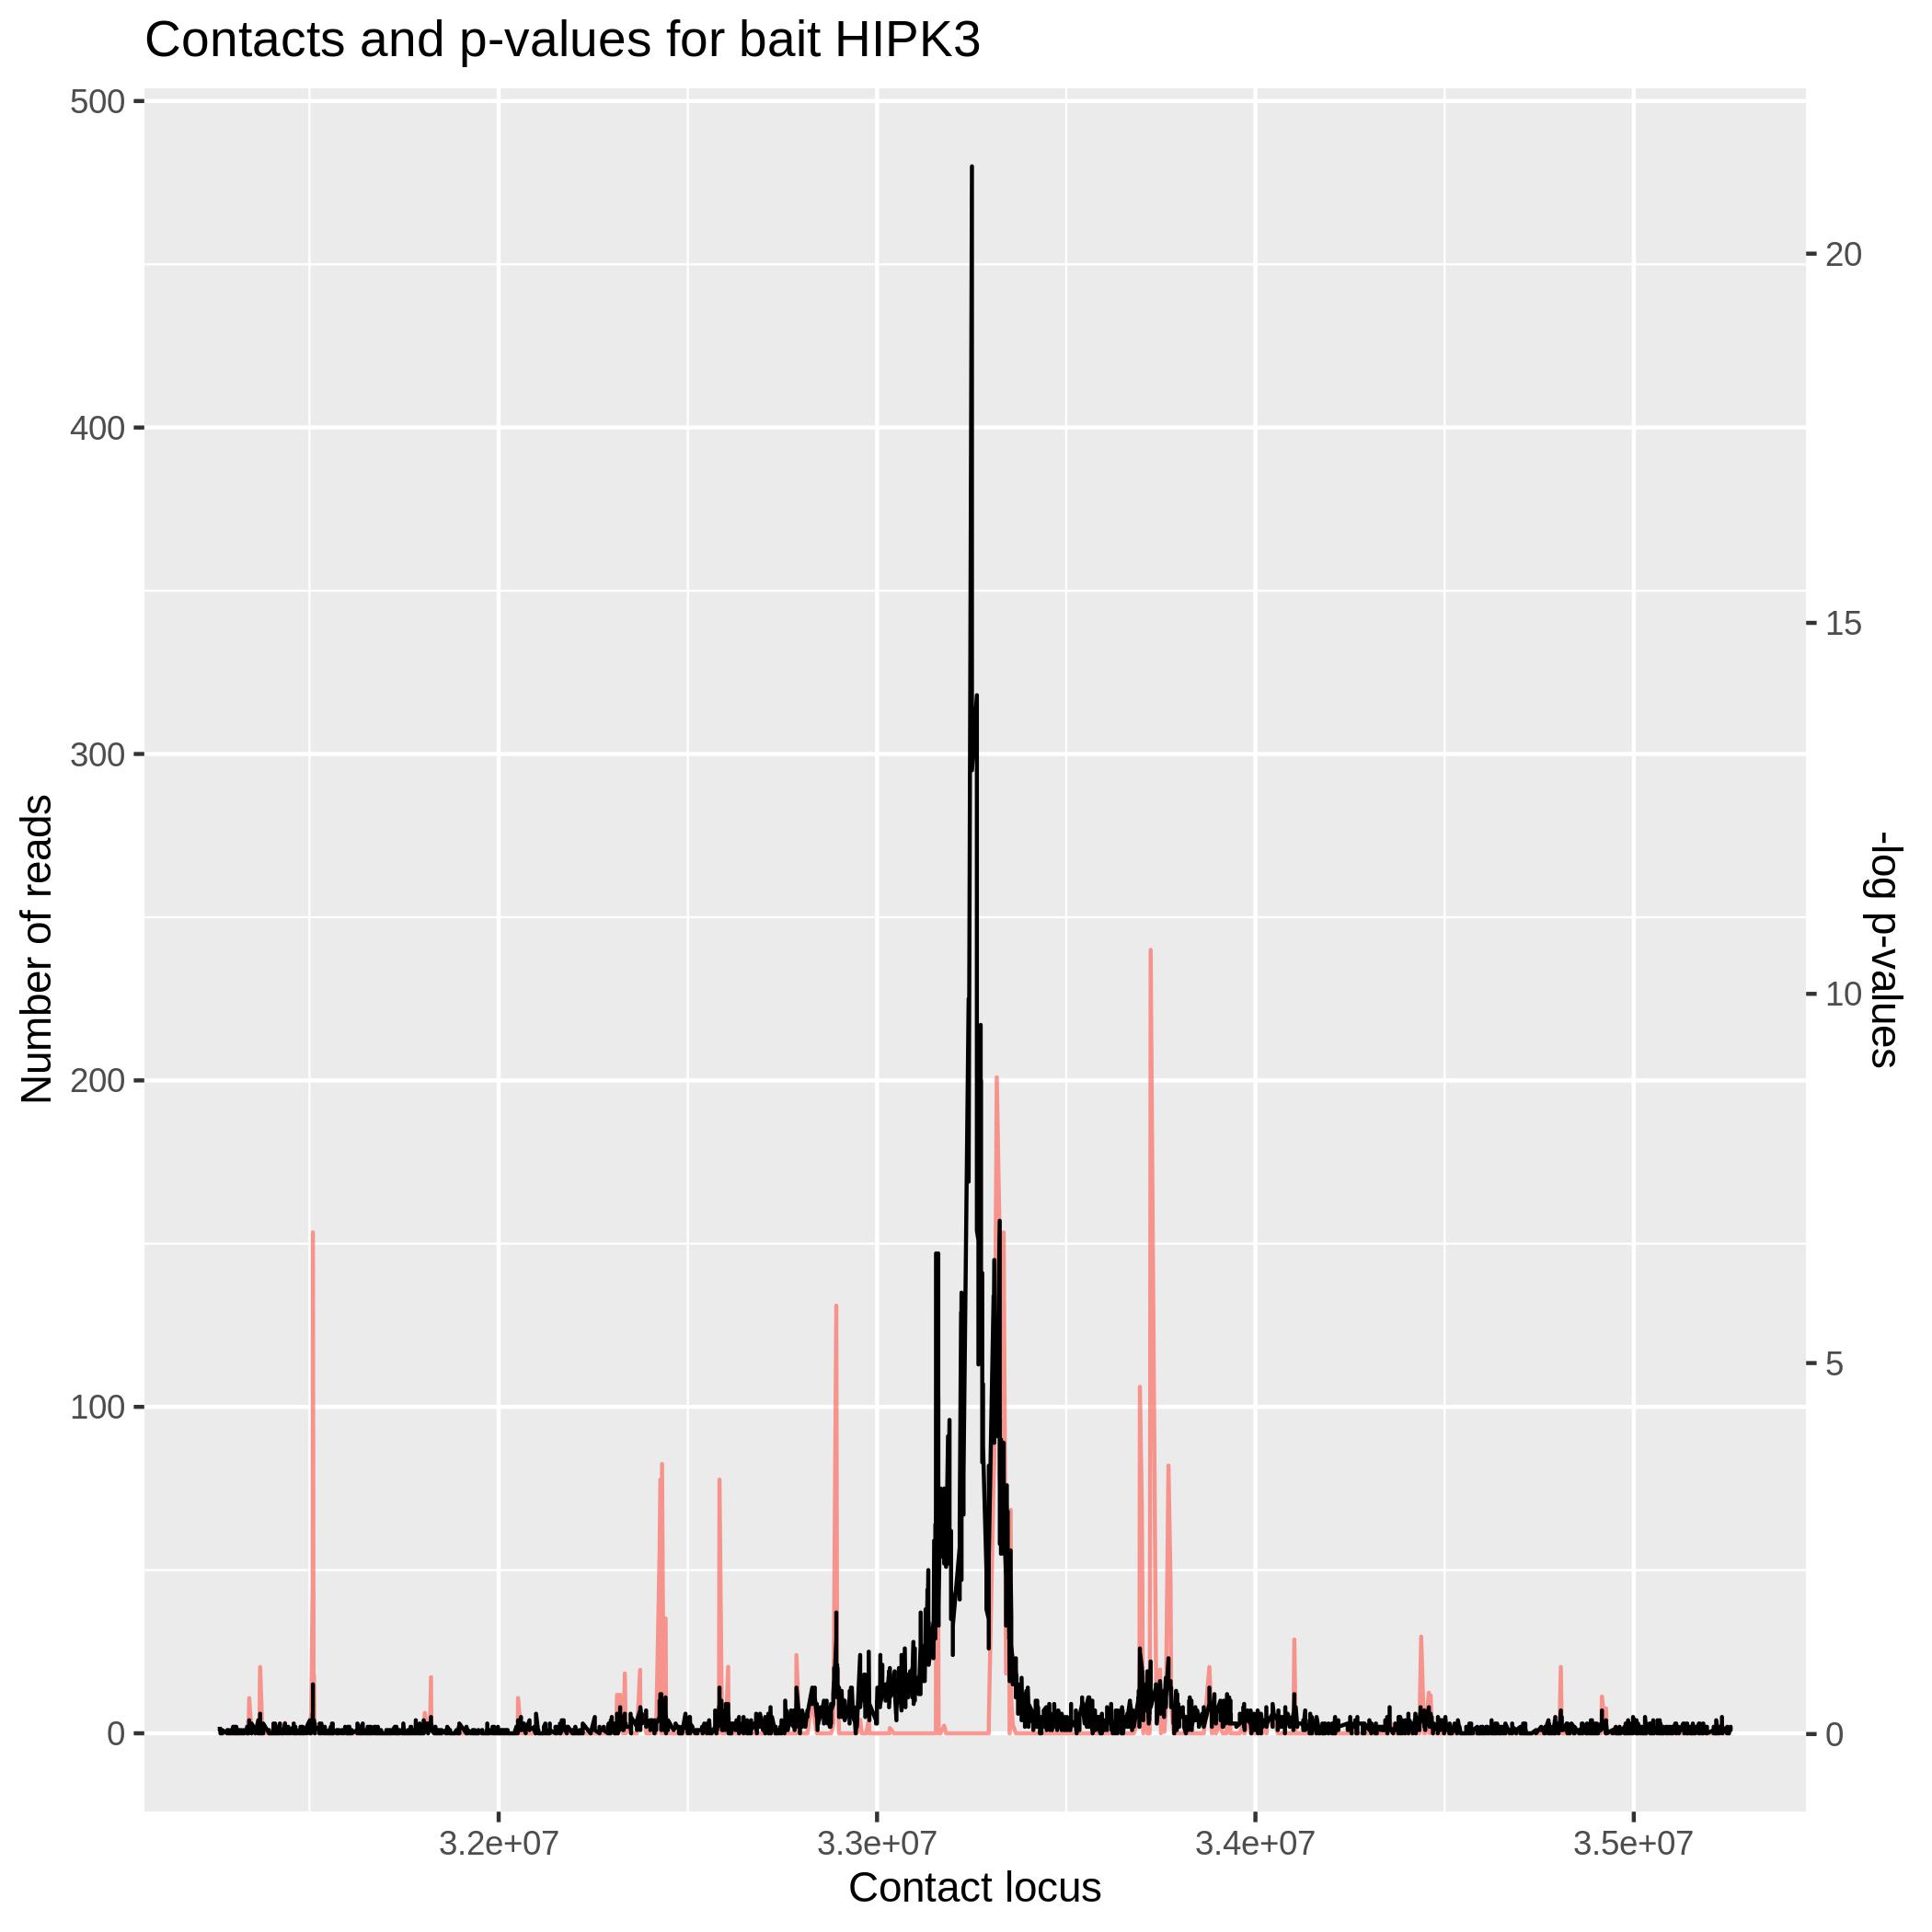 Contacts and p-values for bait HIPK3
500
400
300
200
100
0
Number of reads
20
15
10
5
0
-log p-values
3.2e+07
3.3e+07
3.4e+07
3.5e+07
Contact locus